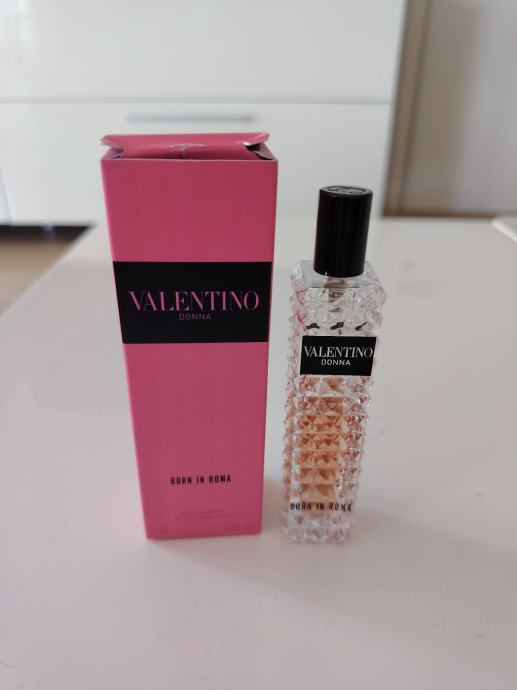 VALENTINO
DONNA
BORN IN ROMA
VALENTINO
DONNA
BORN IN ROMA